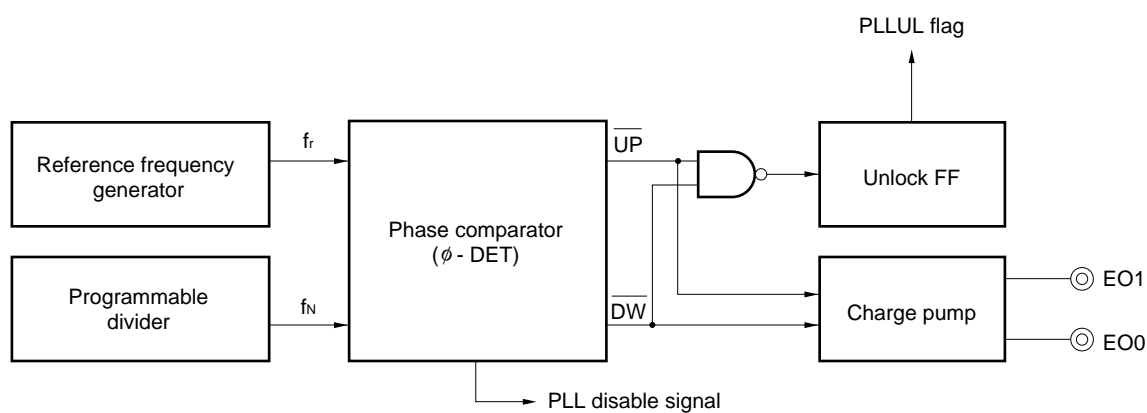 PLLUL flag
Reference frequency
generator
fr
Phase comparator
(ϕ - DET)
UP
Unlock FF
Programmable
divider
fN
DW
Charge pump
EO1
EO0
PLL disable signal